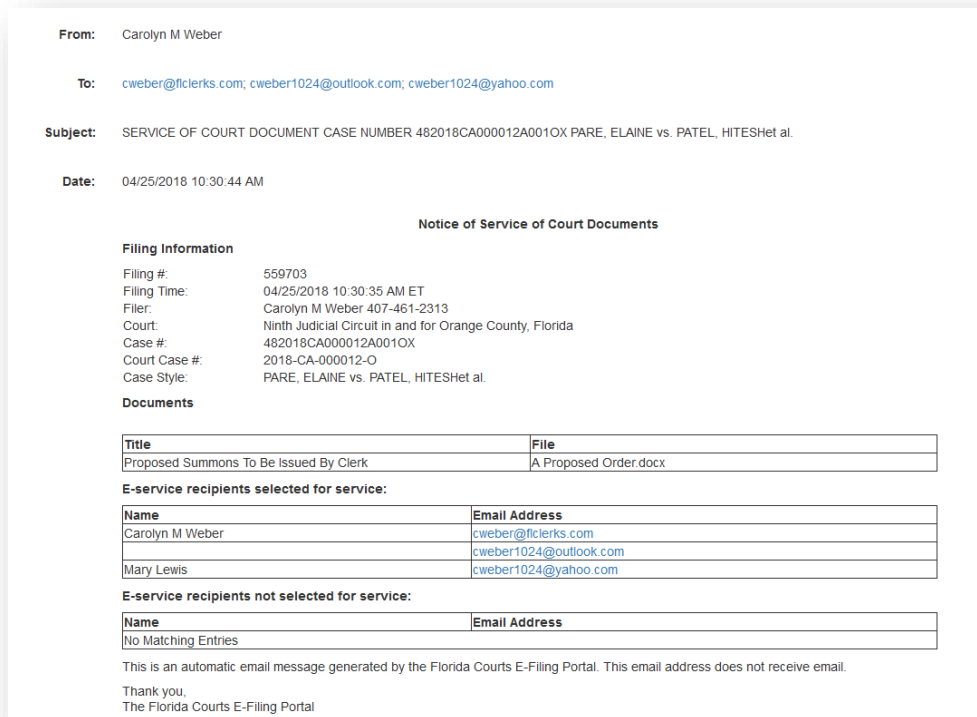 From: Carolyn M Weber
To: cweber@flclerks.com; cweber1024@outlook.com; cweber1024@yahoo.com
Subject: SERVICE OF COURT DOCUMENT CASE NUMBER 482018CA000012A001OX PARE, ELAINE vs. PATEL, HITESHet al.
Date: 04/25/2018 10:30:44 AM
Notice of Service of Court Documents
Filing Information
Filing #: 559703
Filing Time: 04/25/2018 10:30:35 AM ET
Filer: Carolyn M Weber 407-461-2313
Court: Ninth Judicial Circuit in and for Orange County, Florida
Case #: 482018CA000012A001OX
Court Case #: 2018-CA-000012-O
Case Style: PARE, ELAINE vs. PATEL, HITESHet al.
Documents
Title File
Proposed Summons To Be Issued By Clerk A Proposed Order.docx
E-service recipients selected for service:
Name Email Address
Carolyn M Weber cweber@flclerks.com
cweber1024@outlook.com
Mary Lewis cweber1024@yahoo.com
E-service recipients not selected for service:
Name Email Address
No Matching Entries
This is an automatic email message generated by the Florida Courts E-Filing Portal. This email address does not receive email.
Thank you,
The Florida Courts E-Filing Portal